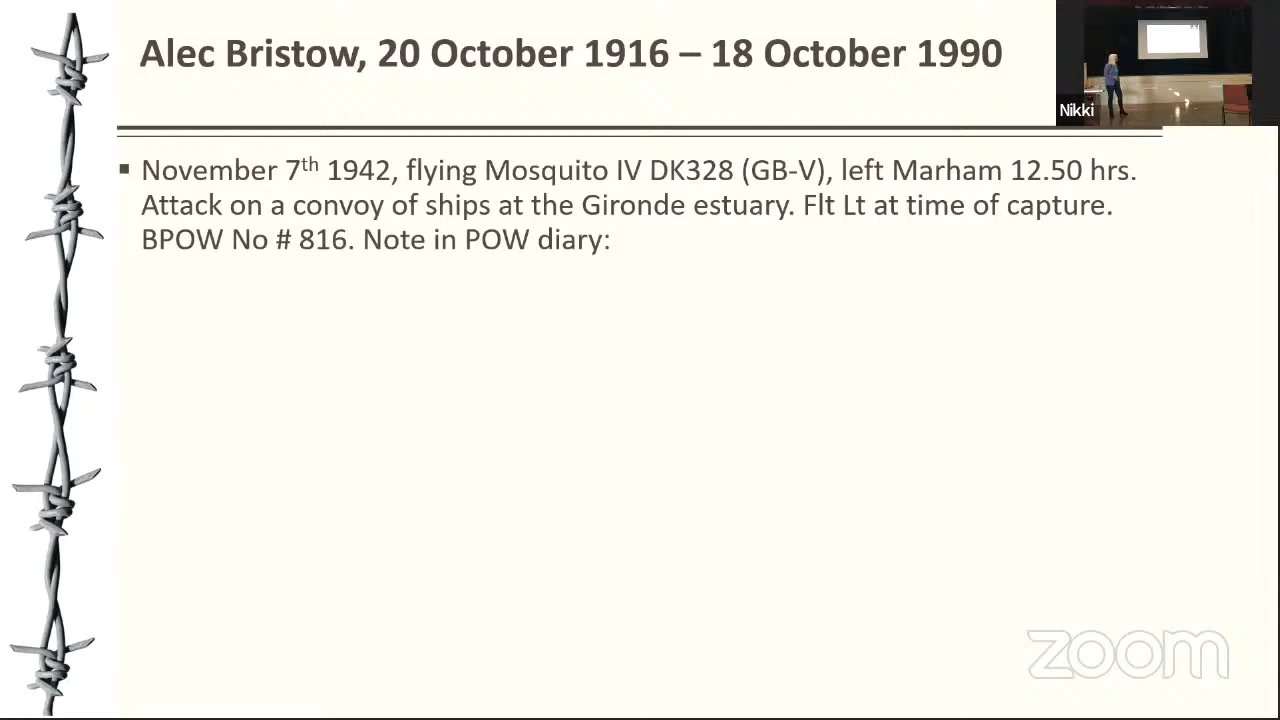 Alec Bristow, 20 October 1916 – 18 October 1990
Nikki
▪ November 7th 1942, flying Mosquito IV DK328 (GB-V), left Marham 12.50 hrs.
Attack on a convoy of ships at the Gironde estuary. Flt Lt at time of capture.
BPOW No # 816. Note in POW diary:
zoom